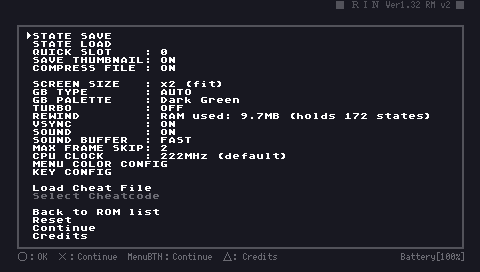 RIN Ver1.32 RM v2
STATE SAVE
STATE LOAD
QUICK SLOT : 0
SAVE THUMBNAIL: ON
COMPRESS FILE : ON
SCREEN SIZE : x2 (fit)
GB TYPE : AUTO
GB PALETTE : Dark Green
TURBO : OFF
REWIND : RAM used: 9.7MB (holds 172 states)
VSYNC : ON
SOUND : ON
SOUND BUFFER : FAST
MAX FRAME SKIP: 2
CPU CLOCK : 222MHz (default)
MENU COLOR CONFIG
KEY CONFIG
Load Cheat File
Select Cheatcode
Back to ROM list
Reset
Continue
Credits
○: OK ×: Continue MenuBTN: Continue △: Credits Battery[100%]